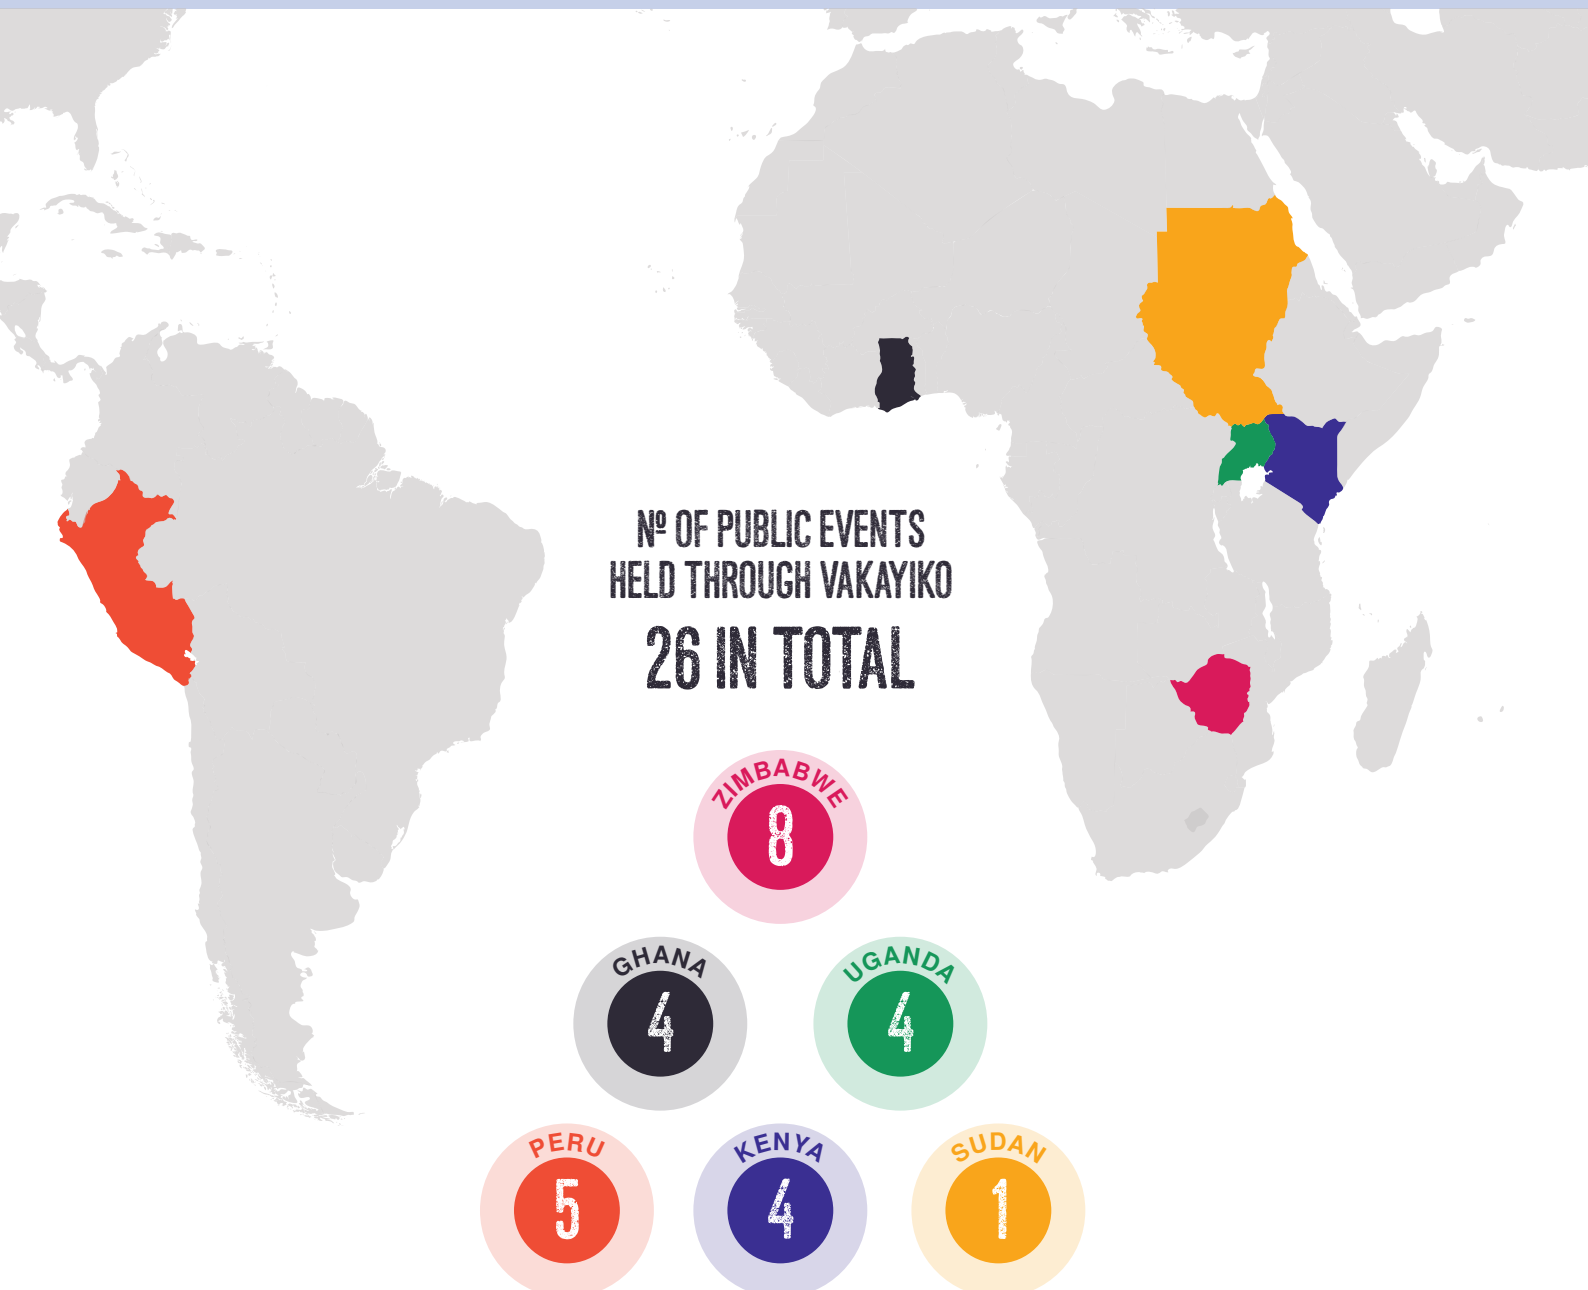 Nº OF PUBLIC EVENTS
HELD THROUGH VAKAYIKO
26 IN TOTAL
ZIMBABWE
8
GHANA
4
UGANDA
4
PERU
5
KENYA
4
SUDAN
1